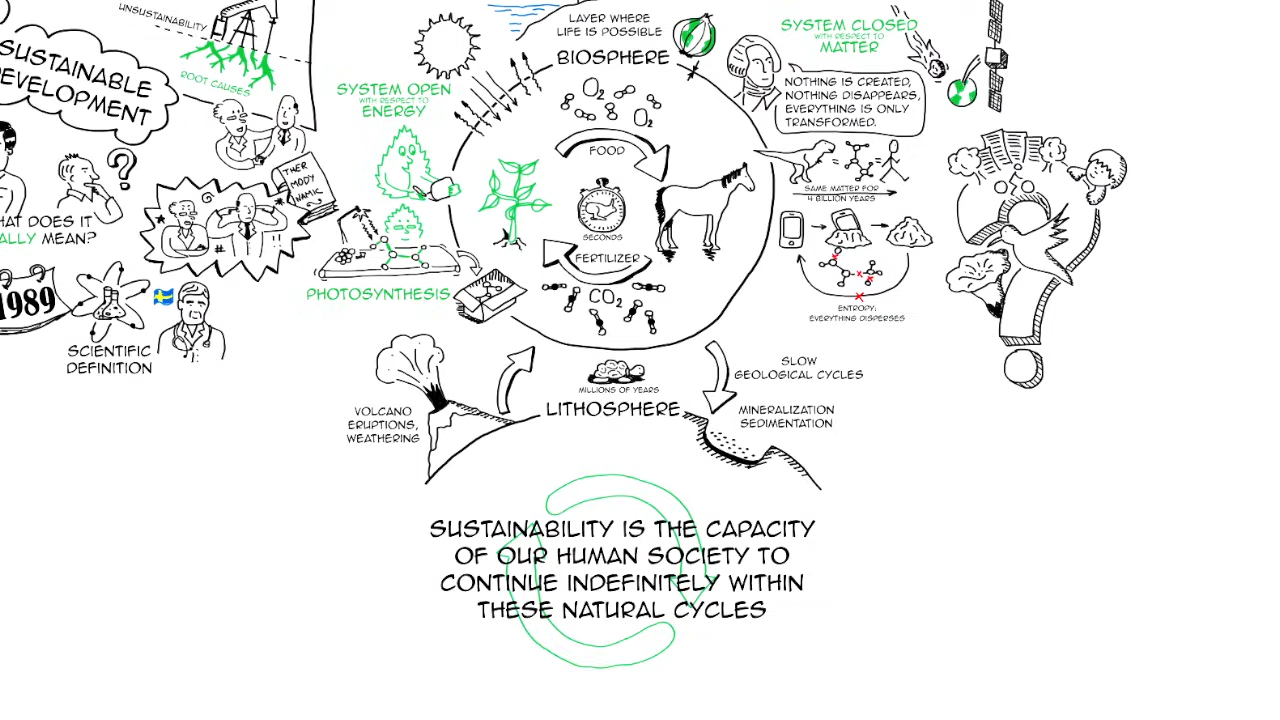 UNSUSTAINABILITY
ROOT CAUSES
SUSTAINABLE
DEVELOPMENT
LAYER WHERE
LIFE IS POSSIBLE
BIOSPHERE
SYSTEM CLOSED
WITH RESPECT TO
MATTER
NOTHING IS CREATED,
NOTHING DISAPPEARS,
EVERYTHING IS ONLY
TRANSFORMED.
SYSTEM OPEN
WITH RESPECT TO
ENERGY
O₂
O₂
FOOD
SECONDS
FERTILIZER
CO₂
THER
MODY
NAMIC
?
HAT DOES IT
ALLY MEAN?
#
1989
SCIENTIFIC
DEFINITION
PHOTOSYNTHESIS
SAME MATTER FOR
4 BILLION YEARS
ENTROPY:
EVERYTHING DISPERSES
VOLCANO
ERUPTIONS,
WEATHERING
MILLIONS OF YEARS
LITHOSPHERE
SLOW
GEOLOGICAL CYCLES
MINERALIZATION
SEDIMENTATION
SUSTAINABILITY IS THE CAPACITY
OF OUR HUMAN SOCIETY TO
CONTINUE INDEFINITELY WITHIN
THESE NATURAL CYCLES